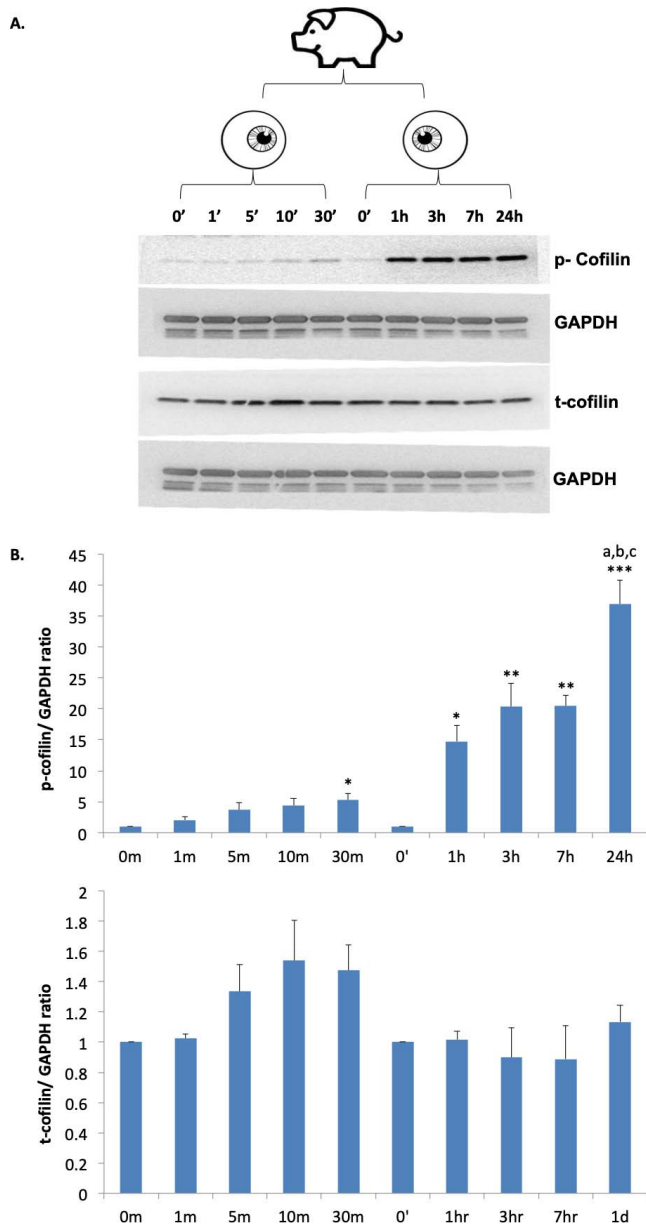 A.
0’ 1’ 5’ 10’ 30’ 0’ 1h 3h 7h 24h
p- Cofilin
GAPDH
t-cofilin
GAPDH
B.
a,b,c
***
**
**
*
*
p-cofilin/ GAPDH ratio
45
40
35
30
25
20
15
10
5
0
0m 1m 5m 10m 30m 0' 1h 3h 7h 24h
t-cofilin/ GAPDH ratio
2
1.8
1.6
1.4
1.2
1
0.8
0.6
0.4
0.2
0
0m 1m 5m 10m 30m 0' 1hr 3hr 7hr 1d